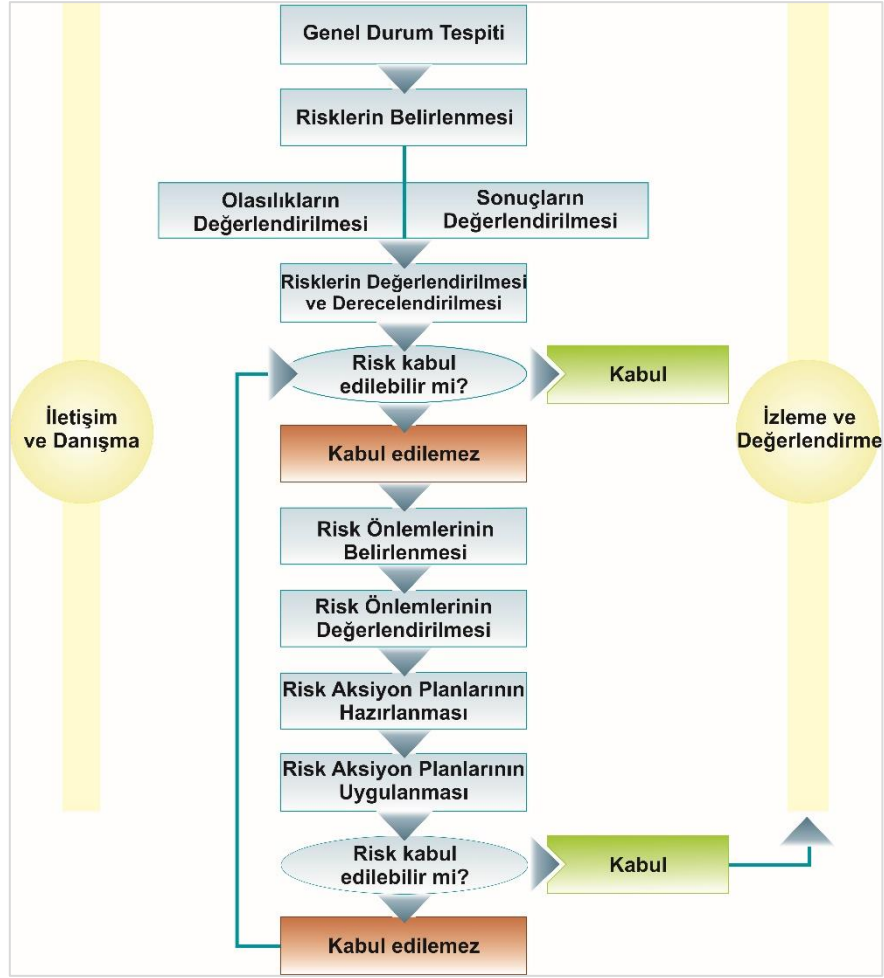 Genel Durum Tespiti
Risklerin Belirlenmesi
Olasılıkların
Değerlendirilmesi
Sonuçların
Değerlendirilmesi
Risklerin Değerlendirilmesi
ve Derecelendirilmesi
Risk kabul
edilebilir mi?
Kabul
İletişim
ve Danışma
İzleme ve
Değerlendirme
Kabul edilemez
Risk Önlemlerinin
Belirlenmesi
Risk Önlemlerinin
Değerlendirilmesi
Risk Aksiyon Planlarının
Hazırlanması
Risk Aksiyon Planlarının
Uygulanması
Risk kabul
edilebilir mi?
Kabul
Kabul edilemez